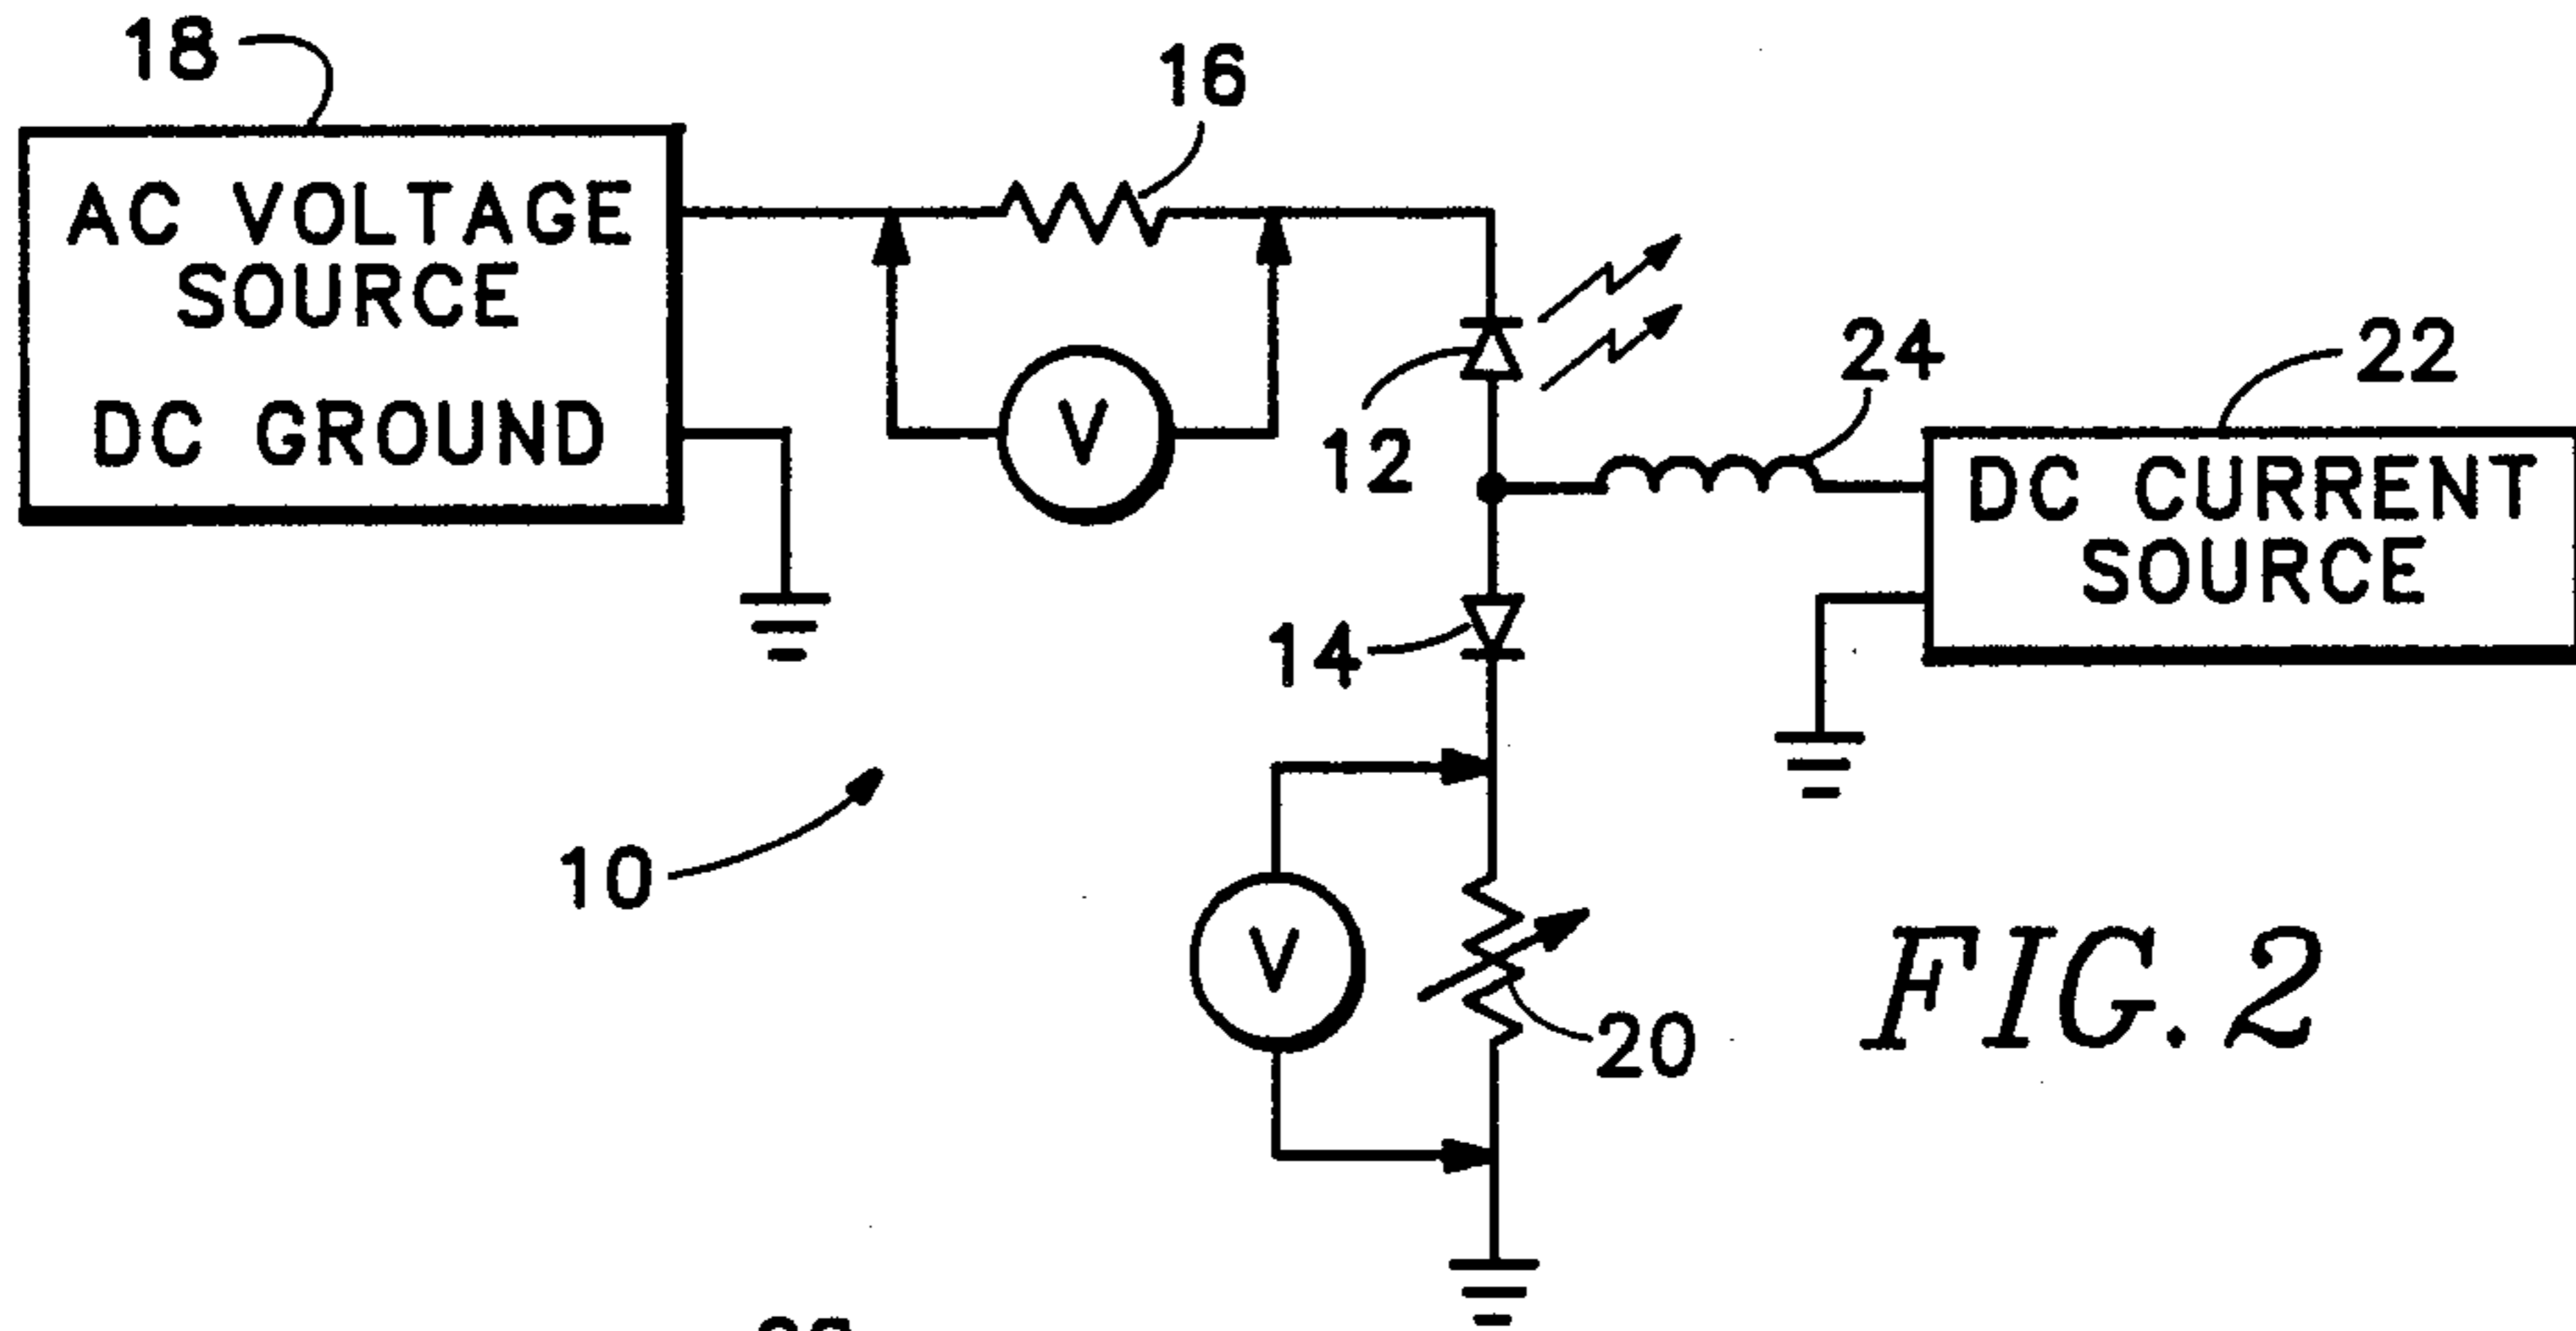 18
16
AC VOLTAGE
SOURCE
DC GROUND
V
12
24
22
DC CURRENT
SOURCE
14
10
V
20
FIG. 2